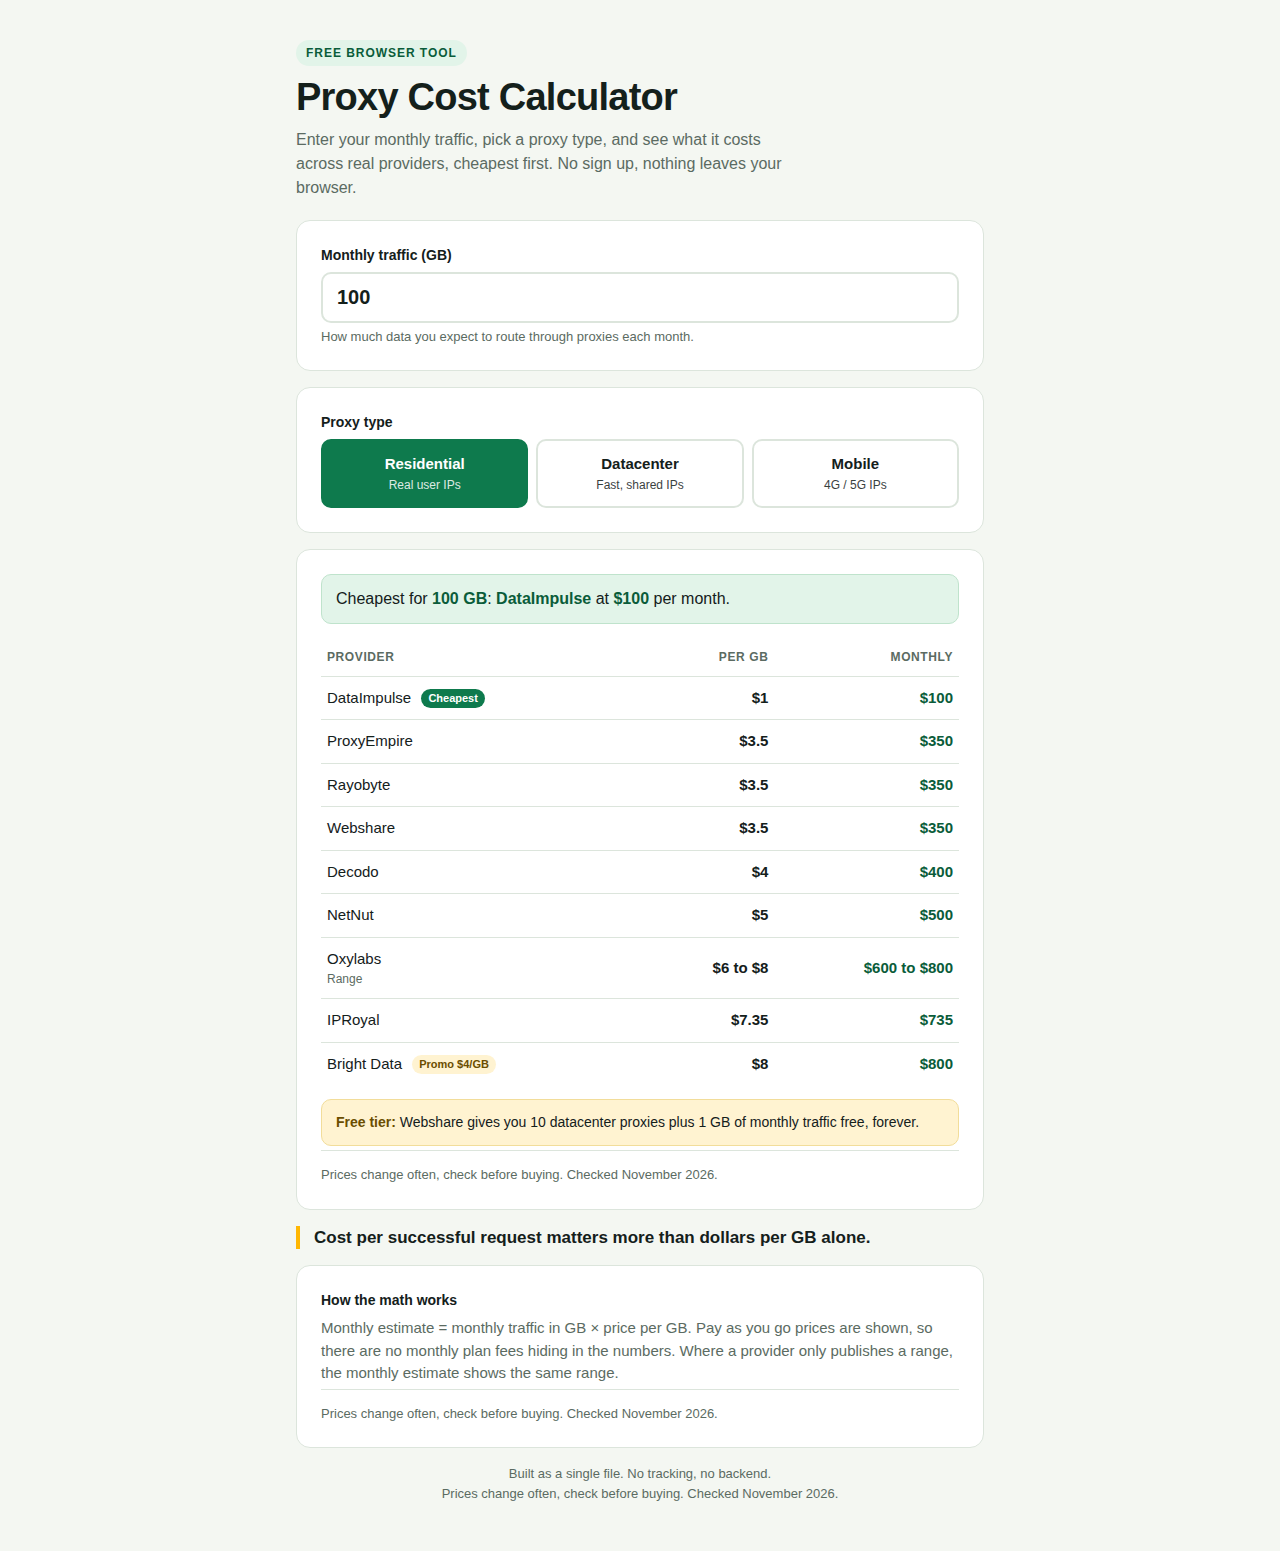 FREE BROWSER TOOL
Proxy Cost Calculator
Enter your monthly traffic, pick a proxy type, and see what it costs
across real providers, cheapest first. No sign up, nothing leaves your
browser.
Monthly traffic (GB)
100
How much data you expect to route through proxies each month.
Proxy type
Residential
Real user IPs
Datacenter
Fast, shared IPs
Mobile
4G / 5G IPs
Cheapest for 100 GB: DataImpulse at $100 per month.
PROVIDER PER GB MONTHLY
DataImpulse Cheapest $1 $100
ProxyEmpire $3.5 $350
Rayobyte $3.5 $350
Webshare $3.5 $350
Decodo $4 $400
NetNut $5 $500
Oxylabs $6 to $8 $600 to $800
Range
IPRoyal $7.35 $735
Bright Data Promo $4/GB $8 $800
Free tier: Webshare gives you 10 datacenter proxies plus 1 GB of monthly traffic free, forever.
Prices change often, check before buying. Checked November 2026.
Cost per successful request matters more than dollars per GB alone.
How the math works
Monthly estimate = monthly traffic in GB × price per GB. Pay as you go prices are shown, so
there are no monthly plan fees hiding in the numbers. Where a provider only publishes a range,
the monthly estimate shows the same range.
Prices change often, check before buying. Checked November 2026.
Built as a single file. No tracking, no backend.
Prices change often, check before buying. Checked November 2026.